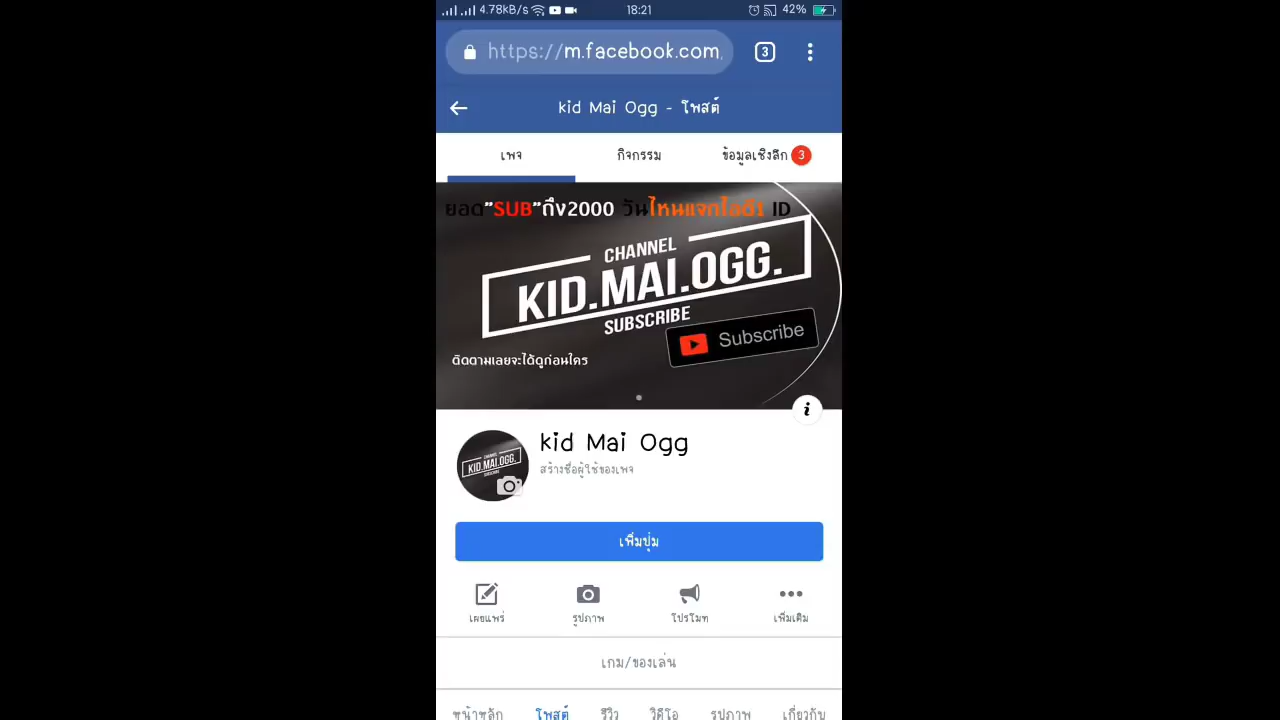 4.78kB/s 18:21 42%
https://m.facebook.com 3
kid Mai Ogg - โพสต์
เพจ กิจกรรม ข้อมูลเชิงลึก 3
ยอด"SUB"ถึง2000 วันไหนแจกไอดี1 ID
CHANNEL
KID.MAI.OGG.
SUBSCRIBE
Subscribe
ติดตามเลยจะได้ดูก่อนใคร
i
CHANNEL
KID.MAI.OGG.
SUBSCRIBE
kid Mai Ogg
สร้างชื่อผู้ใช้ของเพจ
เพิ่มปุ่ม
เผยแพร่ รูปภาพ โปรโมท เพิ่มเติม
เกม/ของเล่น
หน้าหลัก โพสต์ รีวิว วิดีโอ รูปภาพ เกี่ยวกับ